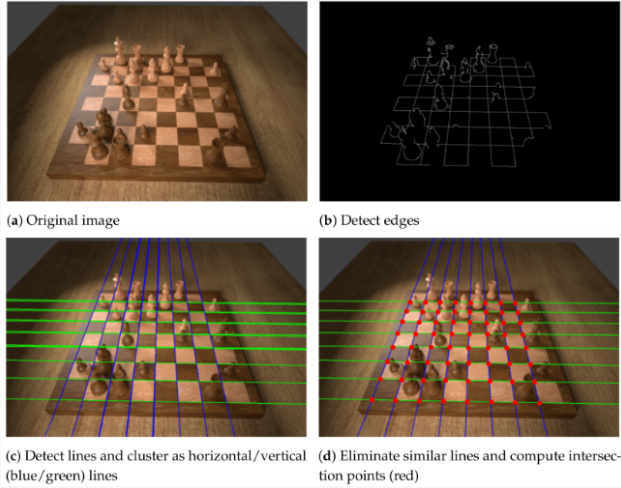 (a) Original image
(b) Detect edges
(c) Detect lines and cluster as horizontal/vertical
(blue/green) lines
(d) Eliminate similar lines and compute intersec-
tion points (red)